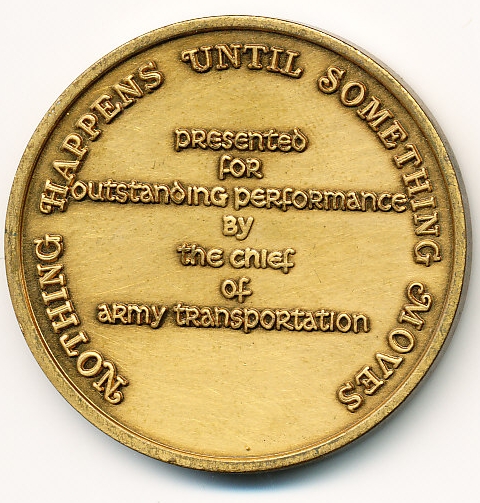 NOTHING HAPPENS UNTIL SOMETHING MOVES
presented
for
outstanding performance
by
the chief
of
army transportation